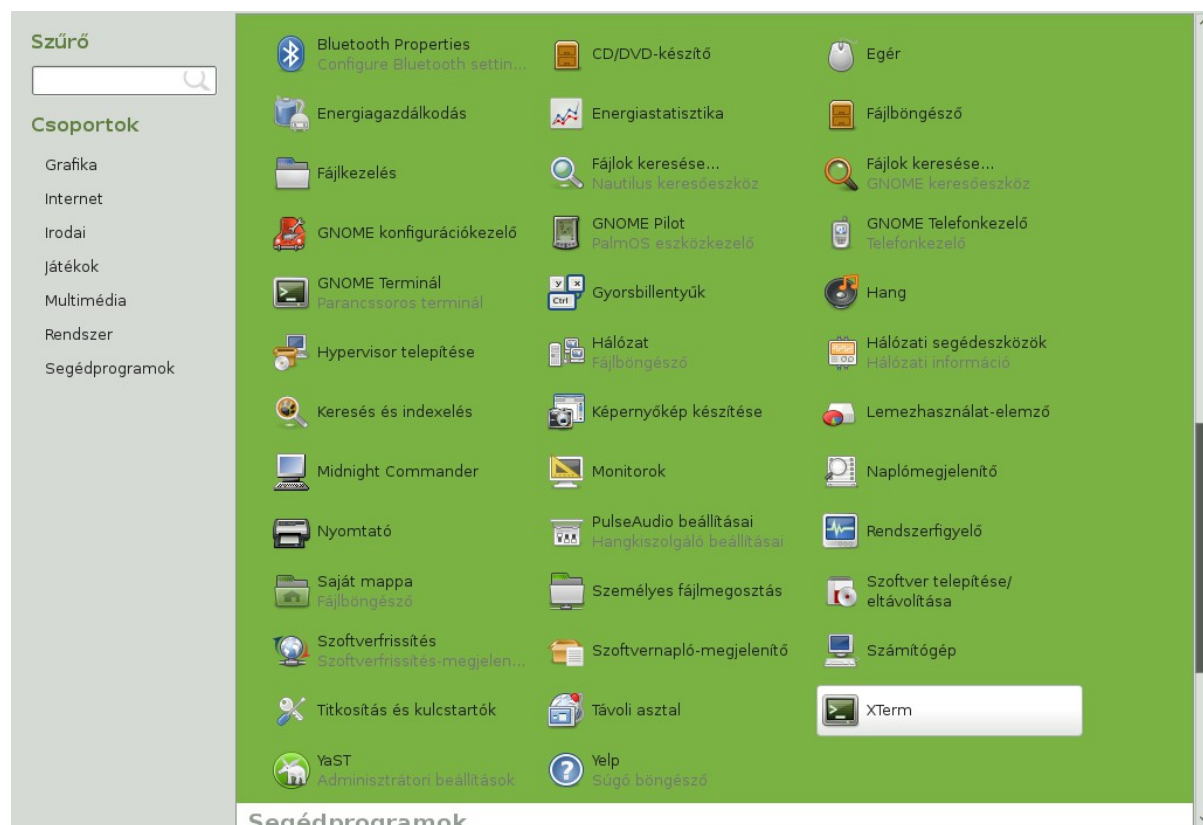 Szűrő
Csoportok
Grafika
Internet
Irodai
Játékok
Multimédia
Rendszer
Segédprogramok
Bluetooth Properties
Configure Bluetooth settin...
CD/DVD-készítő
Egér
Energiagazdálkodás
Energiastatisztika
Fájlböngésző
Fájlkezelés
Fájlok keresése...
Nautilus keresőeszköz
Fájlok keresése...
GNOME keresőeszköz
GNOME konfigurációkezelő
GNOME Pilot
PalmOS eszközkezelő
GNOME Telefonkezelő
Telefonkezelő
GNOME Terminál
Parancssoros terminál
Y X
Ctrl
Gyorsbillentyűk
Hang
Hypervisor telepítése
Hálózat
Fájlböngésző
Hálózati segédeszközök
Hálózati információ
Keresés és indexelés
Képernyőkép készítése
Lemezhasználat-elemző
Midnight Commander
Monitorok
Naplómegjelenítő
Nyomtató
PulseAudio beállításai
Hangkiszolgáló beállításai
Rendszerfigyelő
Saját mappa
Fájlböngésző
Személyes fájlmegosztás
Szoftver telepítése/
eltávolítása
Szoftverfrissítés
Szoftverfrissítés-megjelen...
Szoftvernapló-megjelenítő
Számítógép
Titkosítás és kulcstartók
Távoli asztal
XTerm
YaST
Adminisztrátori beállítások
Yelp
Súgó böngésző
Segédprogramok